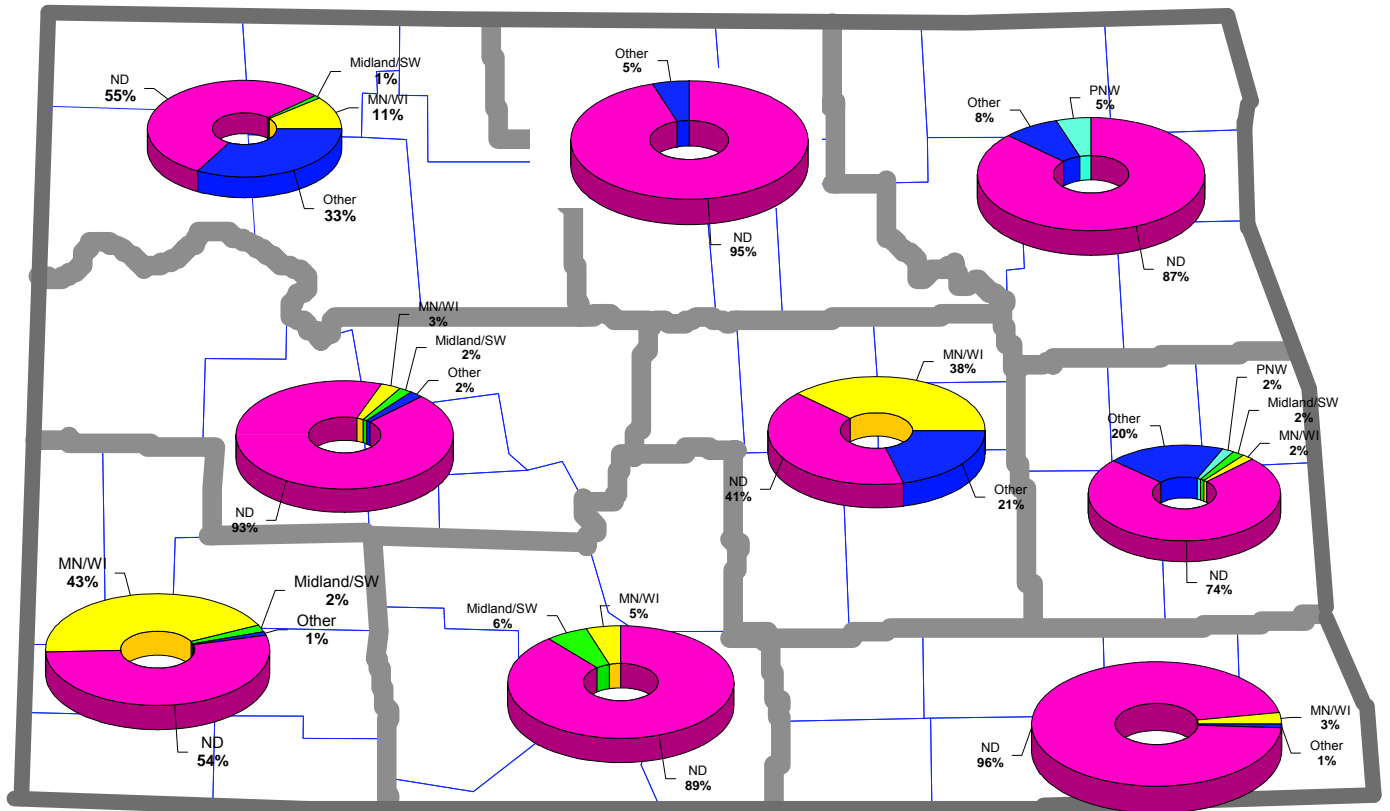 ND
55%
Midland/SW
1%
MN/WI
11%
Other
33%
Other
5%
ND
95%
Other
8%
PNW
5%
ND
87%
MN/WI
3%
Midland/SW
2%
Other
2%
ND
93%
MN/WI
38%
ND
41%
Other
21%
PNW
2%
Midland/SW
2%
MN/WI
2%
Other
20%
ND
74%
MN/WI
43%
Midland/SW
2%
Other
1%
ND
54%
Midland/SW
6%
MN/WI
5%
ND
89%
MN/WI
3%
Other
1%
ND
96%